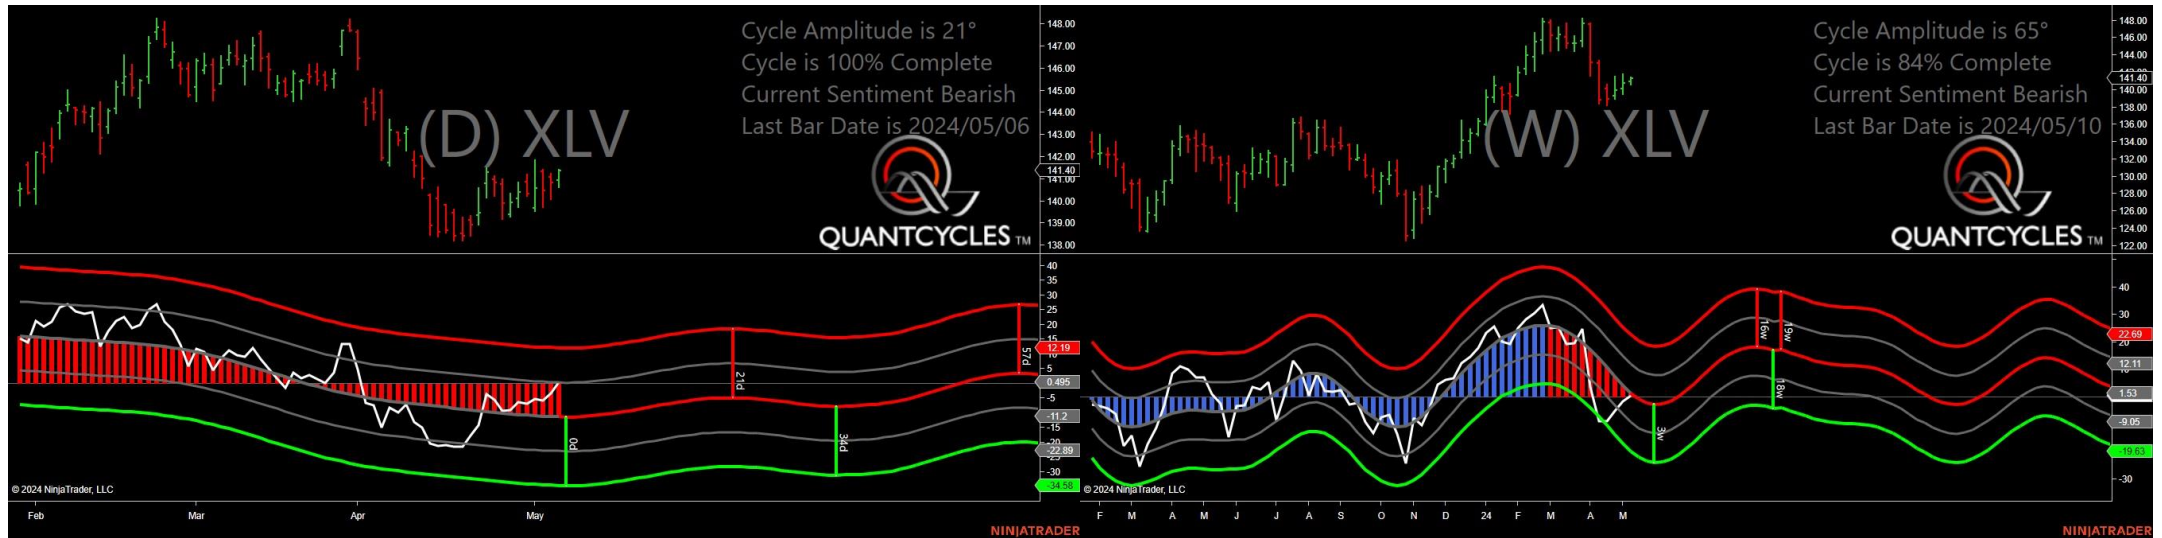 Cycle Amplitude is 21°
Cycle is 100% Complete
Current Sentiment Bearish
Last Bar Date is 2024/05/06
(D) XLV
QUANTCYCLES TM
148.00
147.00
146.00
145.00
144.00
143.00
142.00
141.40
141.00
140.00
139.00
138.00
40
35
30
25
20
15
12.19
5
0.495
-5
-11.2
-15
-22.89
-30
-34.58
0d
21d
34d
57d
© 2024 NinjaTrader, LLC
Feb
Mar
Apr
May
NINJATRADER
Cycle Amplitude is 65°
Cycle is 84% Complete
Current Sentiment Bearish
Last Bar Date is 2024/05/10
(W) XLV
QUANTCYCLES TM
148.00
146.00
144.00
141.40
140.00
138.00
136.00
134.00
132.00
130.00
128.00
126.00
124.00
122.00
40
30
22.69
12.11
1.53
-9.05
-19.63
-30
3w
16w
19w
18w
© 2024 NinjaTrader, LLC
F
M
A
M
J
J
A
S
O
N
D
24
F
M
A
M
NINJATRADER